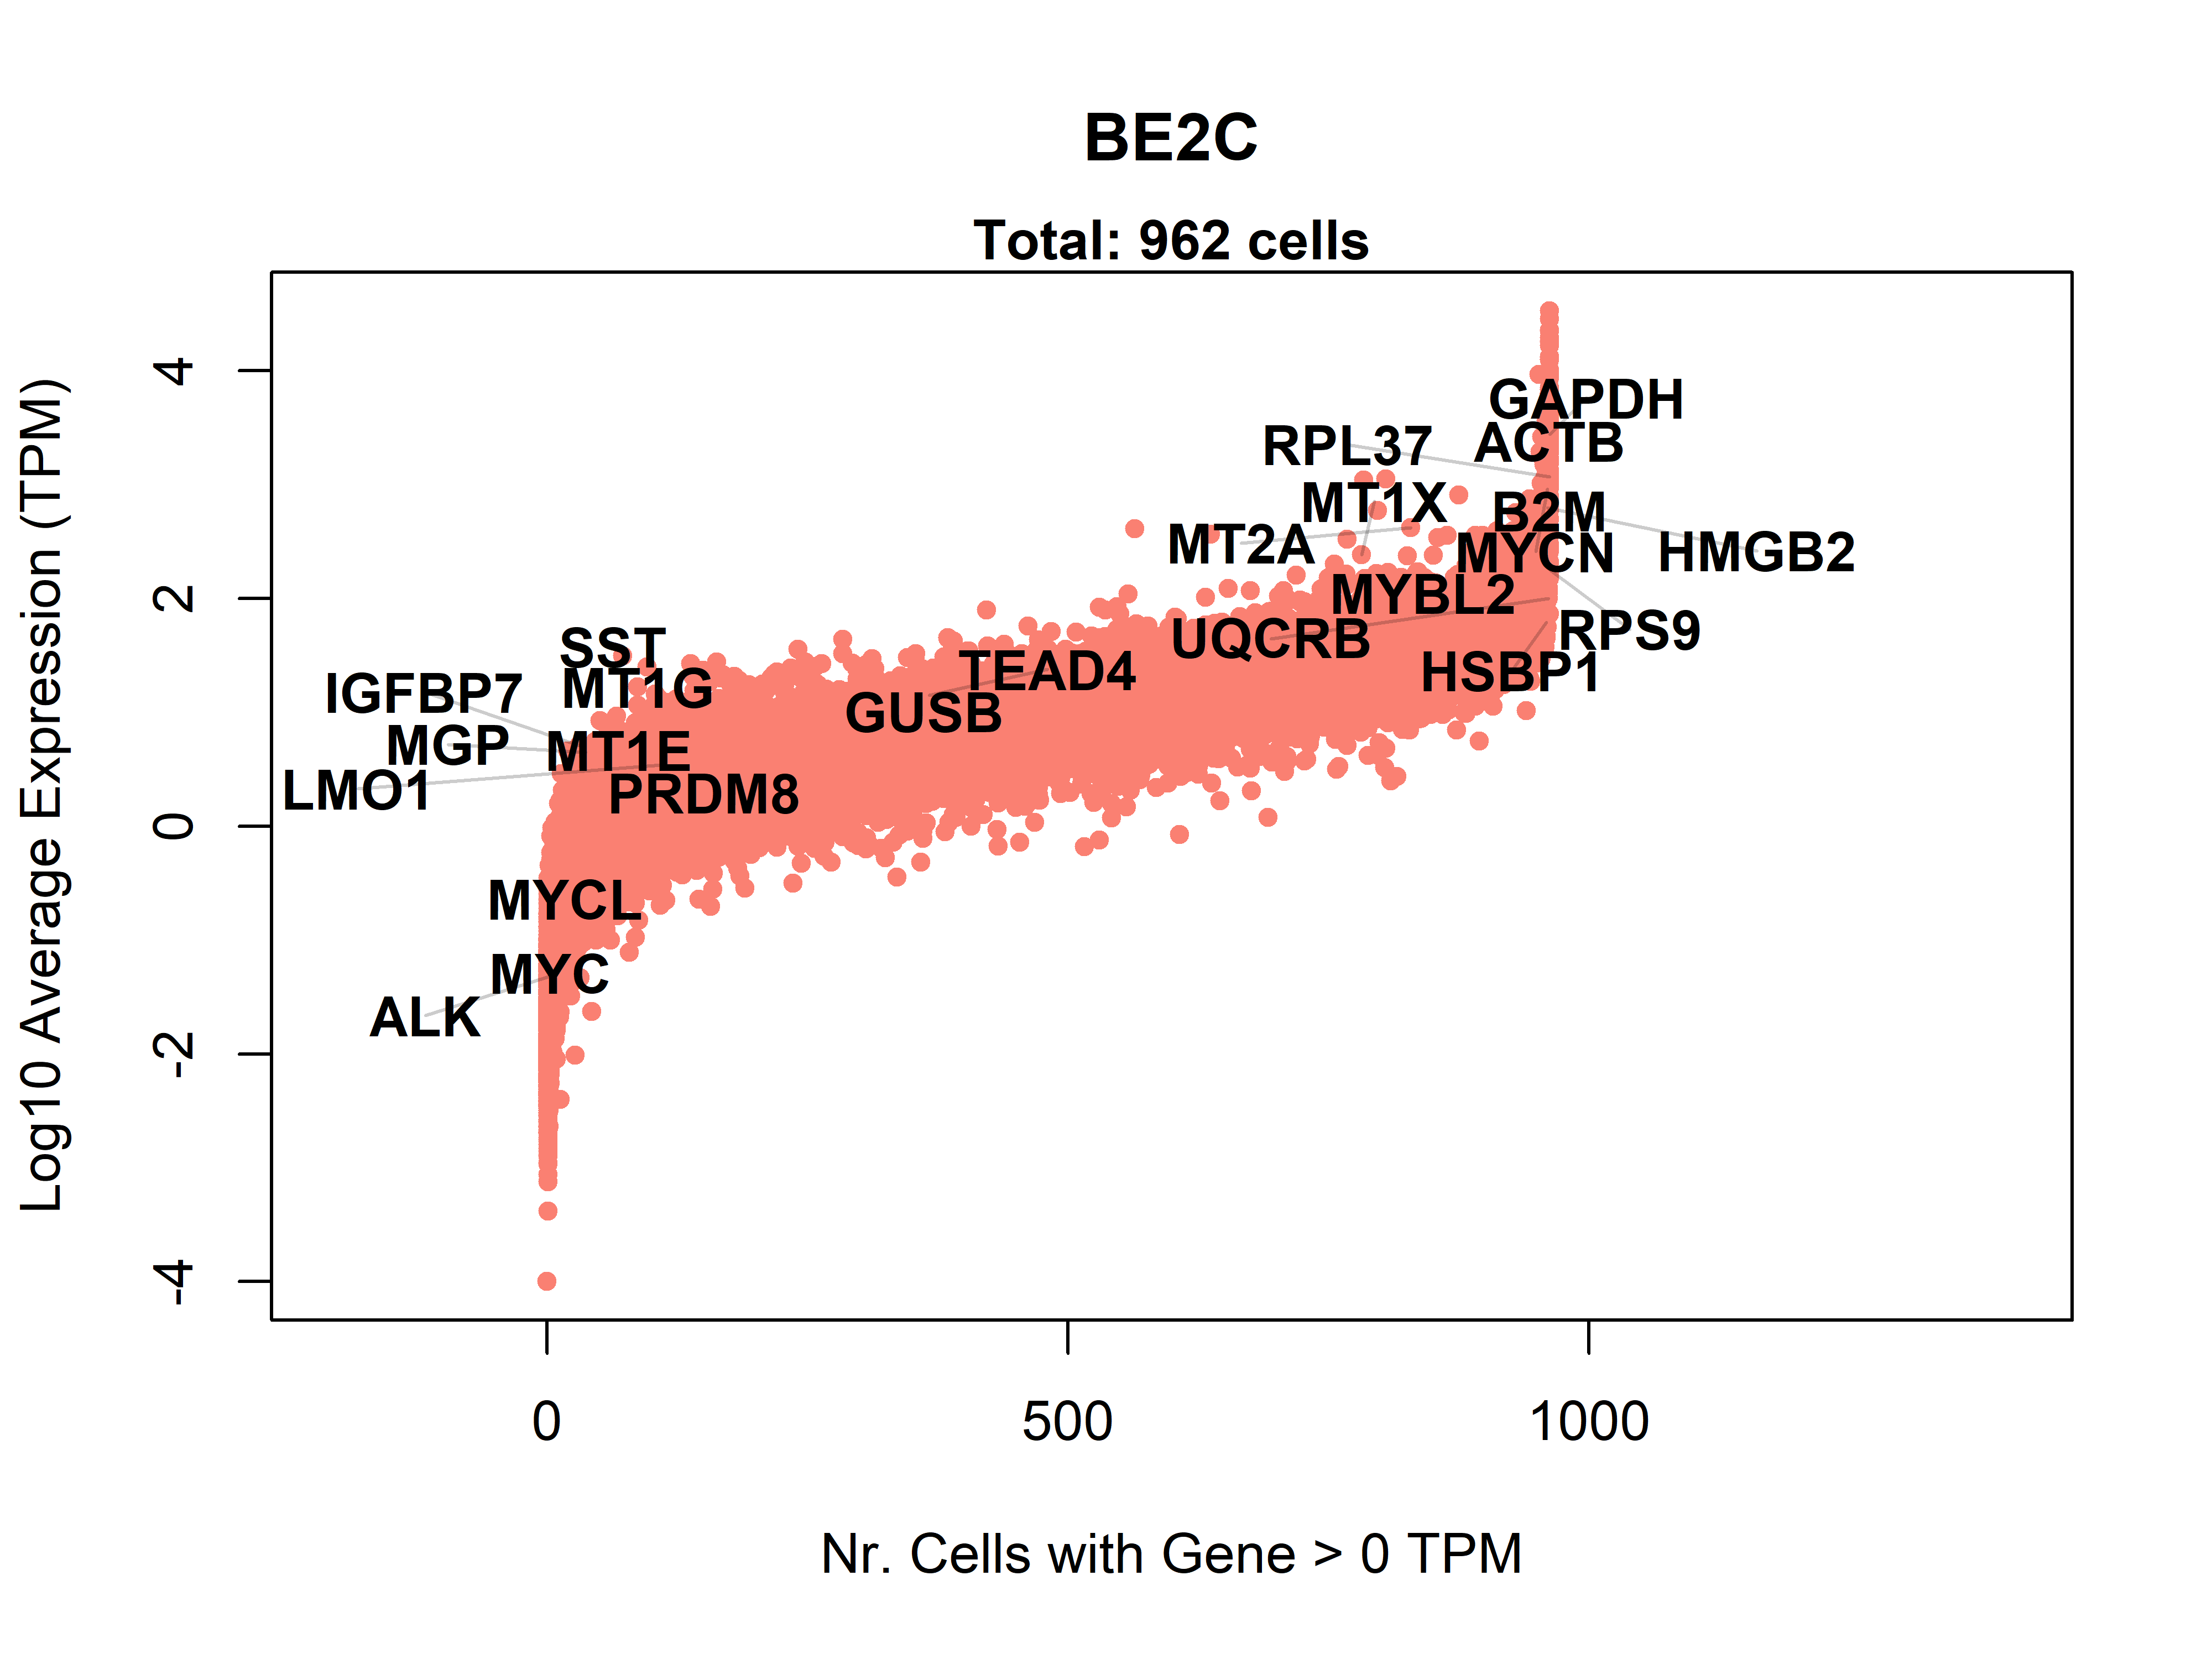 BE2C
Total: 962 cells
Log10 Average Expression (TPM)
4
2
0
-2
-4
GAPDH
RPL37
ACTB
MT1X
B2M
MT2A
MYCN
HMGB2
MYBL2
SST
UQCRB
RPS9
IGFBP7
MT1G
TEAD4
HSBP1
GUSB
MGP
MT1E
LMO1
PRDM8
MYCL
MYC
ALK
0
500
1000
Nr. Cells with Gene > 0 TPM